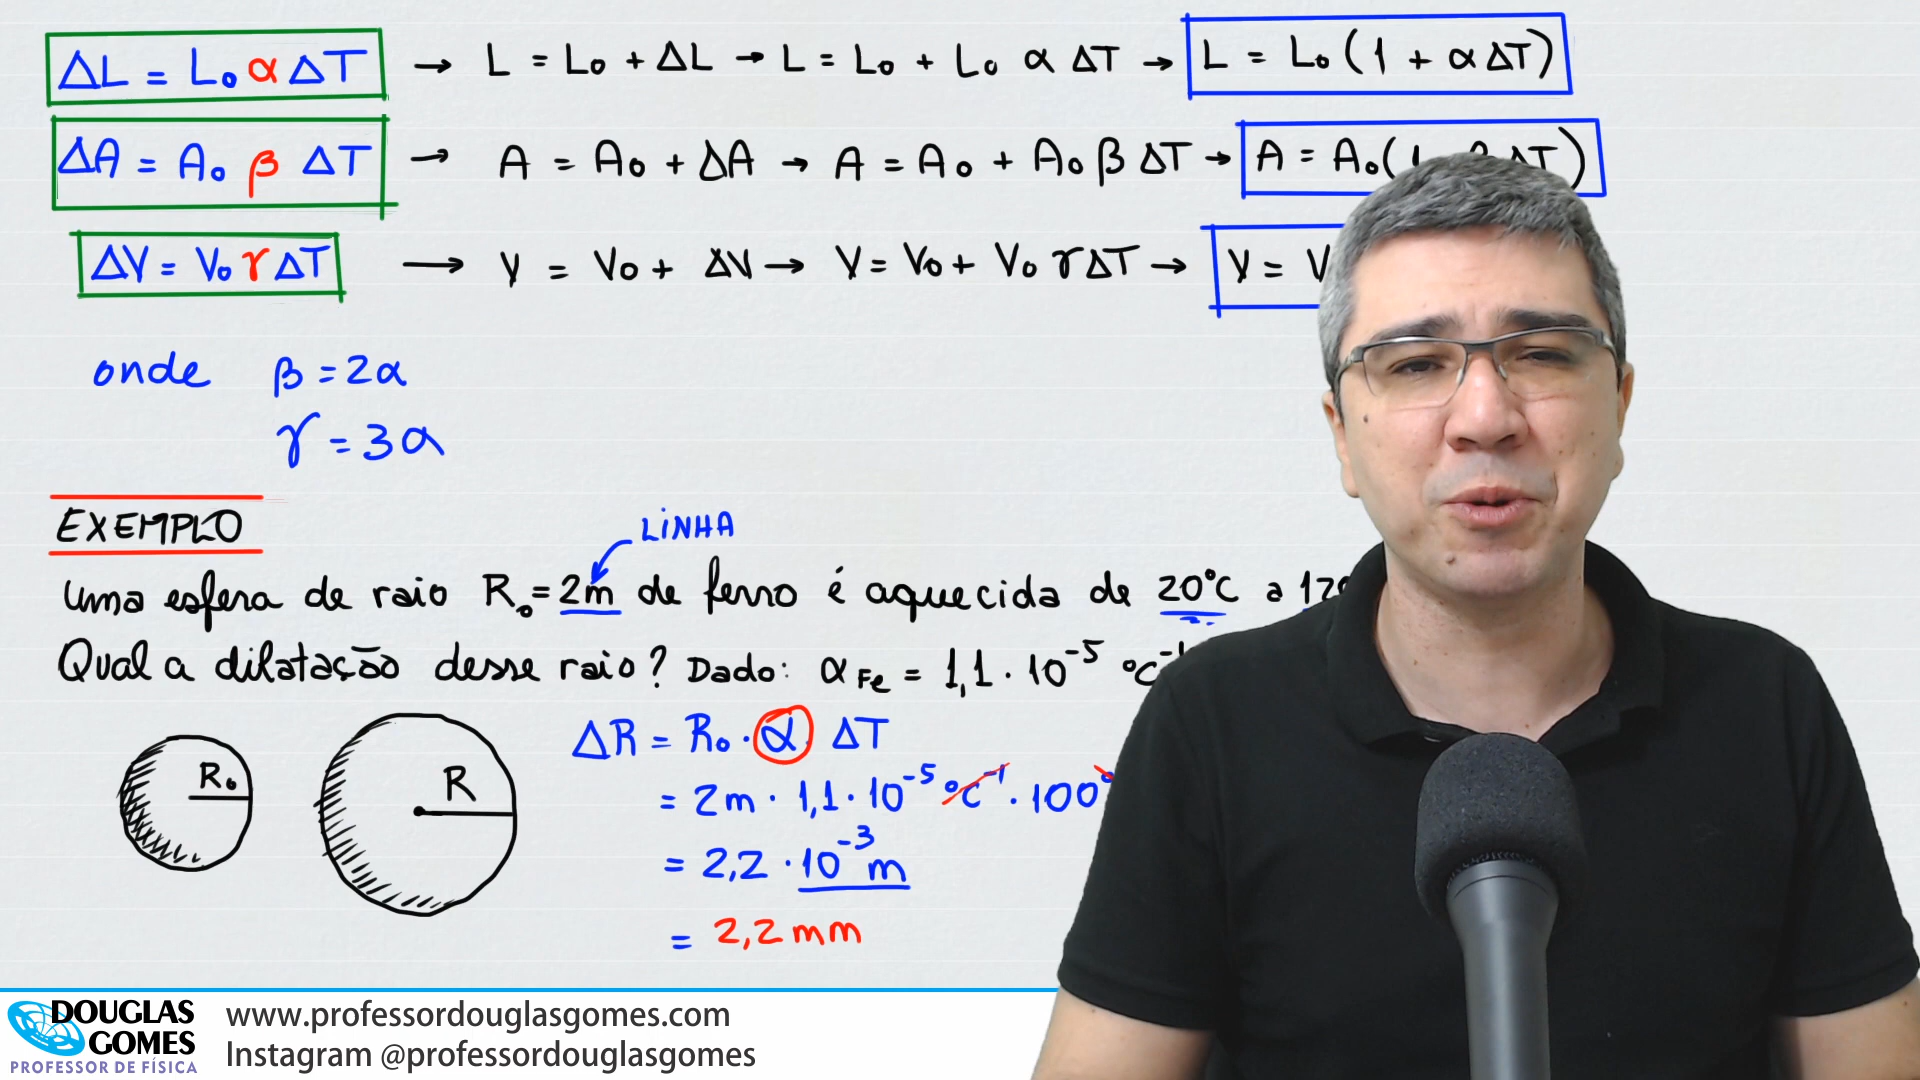 ΔL = L₀ α ΔT → L = L₀ + ΔL → L = L₀ + L₀ α ΔT → L = L₀ (1 + α ΔT)
ΔA = A₀ β ΔT → A = A₀ + ΔA → A = A₀ + A₀ β ΔT → A = A₀ (1 β ΔT)
ΔV = V₀ γ ΔT → V = V₀ + ΔV → V = V₀ + V₀ γ ΔT → V = V
onde β = 2α
γ = 3α
EXEMPLO
LINHA
Uma esfera de raio R₀ = 2m de ferro é aquecida de 20°C a
Qual a dilatação desse raio? Dado: α Fe = 1,1 · 10⁻⁵ °C⁻¹
R₀
R
ΔR = R₀ · α ΔT
= 2m · 1,1 · 10⁻⁵ °C⁻¹ · 100°
= 2,2 · 10⁻³ m
= 2,2 mm
DOUGLAS
GOMES
PROFESSOR DE FÍSICA
www.professordouglasgomes.com
Instagram @professordouglasgomes